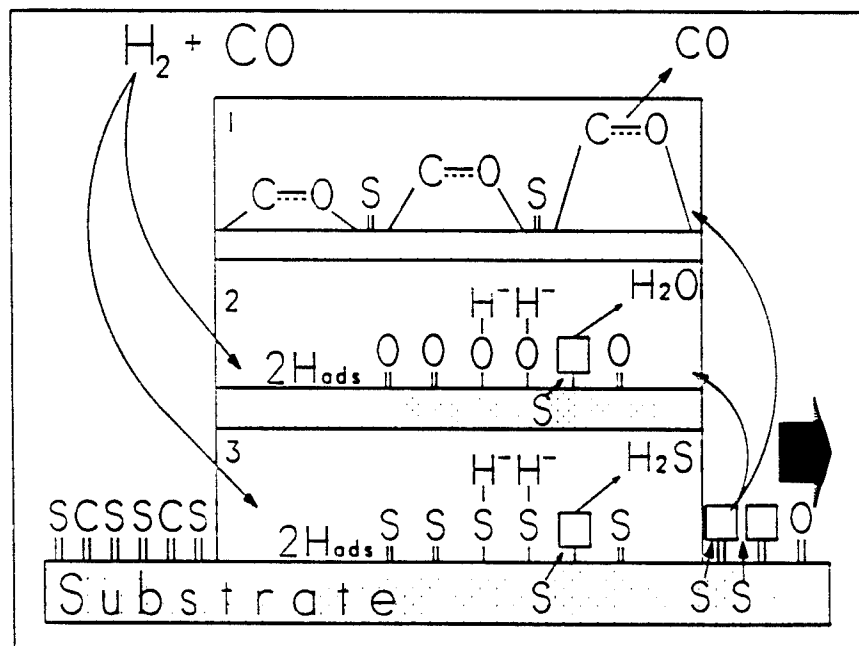 H₂ + CO
CO
1
C=O S C=O S C=O
2
H⁻ H⁻ H₂O
2Hads O O O O O
S
3
H⁻ H⁻ H₂S
S C S S C S
2Hads S S S S S
O
Substrate S S S